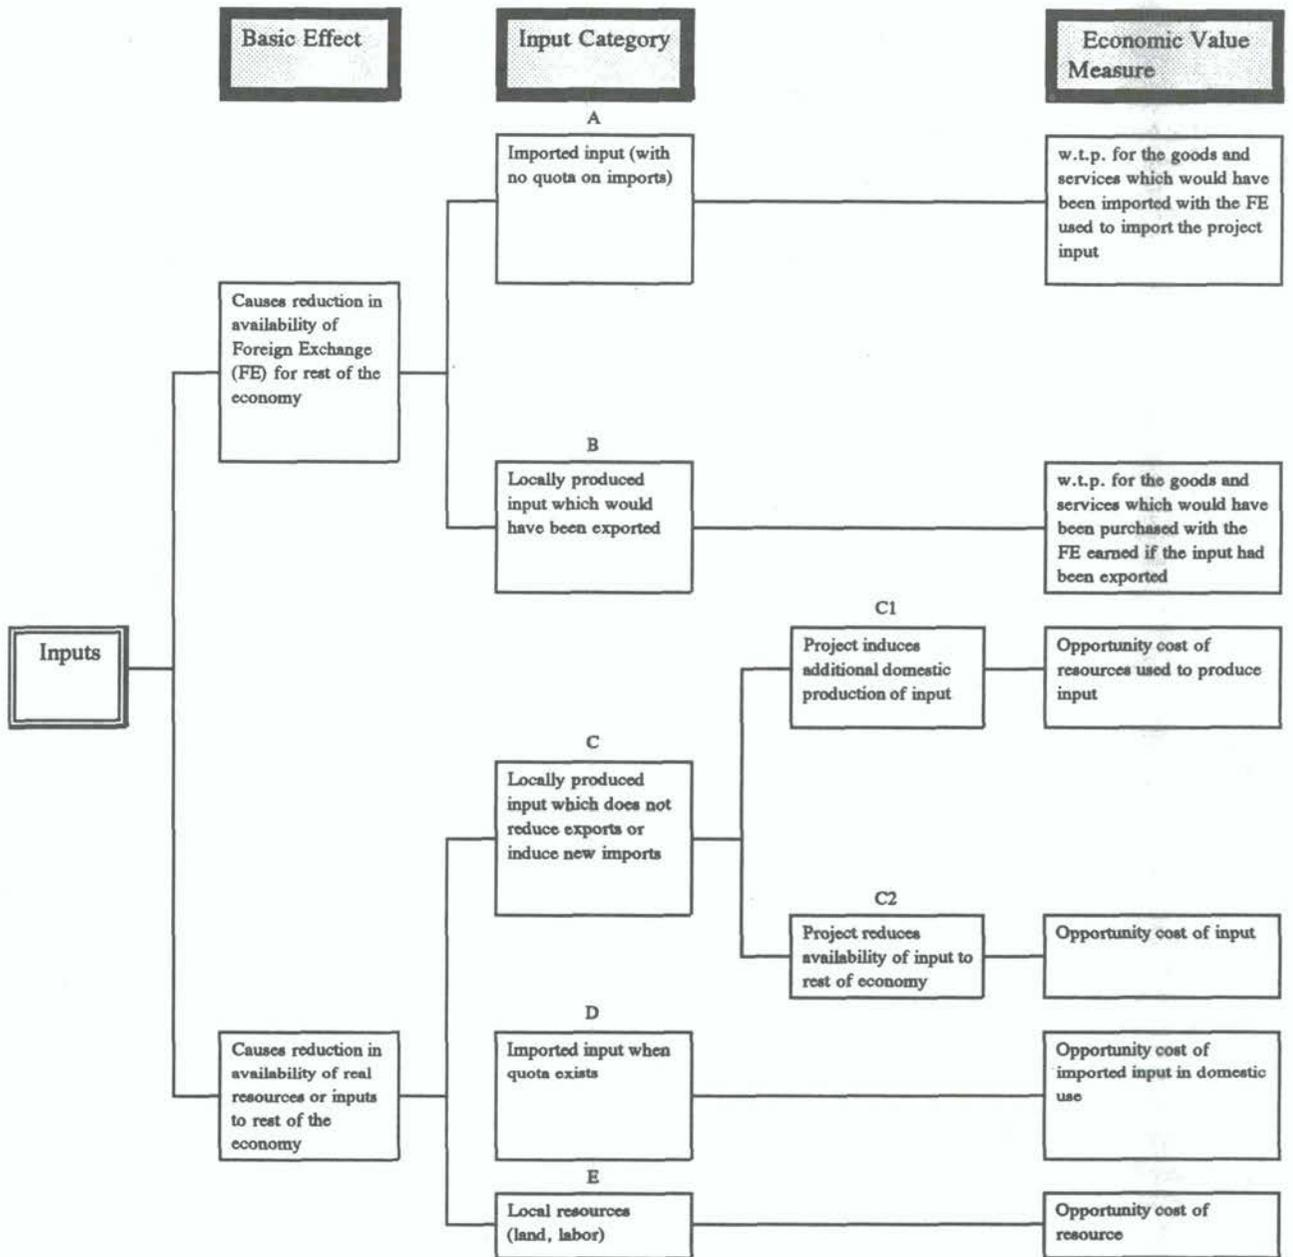 Basic Effect
Input Category
Economic Value
Measure
A
Imported input (with
no quota on imports)
w.t.p. for the goods and
services which would have
been imported with the FE
used to import the project
input
Causes reduction in
availability of
Foreign Exchange
(FE) for rest of the
economy
B
Locally produced
input which would
have been exported
w.t.p. for the goods and
services which would have
been purchased with the
FE earned if the input had
been exported
Inputs
C1
Project induces
additional domestic
production of input
Opportunity cost of
resources used to produce
input
C
Locally produced
input which does not
reduce exports or
induce new imports
C2
Project reduces
availability of input to
rest of economy
Opportunity cost of input
Causes reduction in
availability of real
resources or inputs
to rest of the
economy
D
Imported input when
quota exists
Opportunity cost of
imported input in domestic
use
E
Local resources
(land, labor)
Opportunity cost of
resource